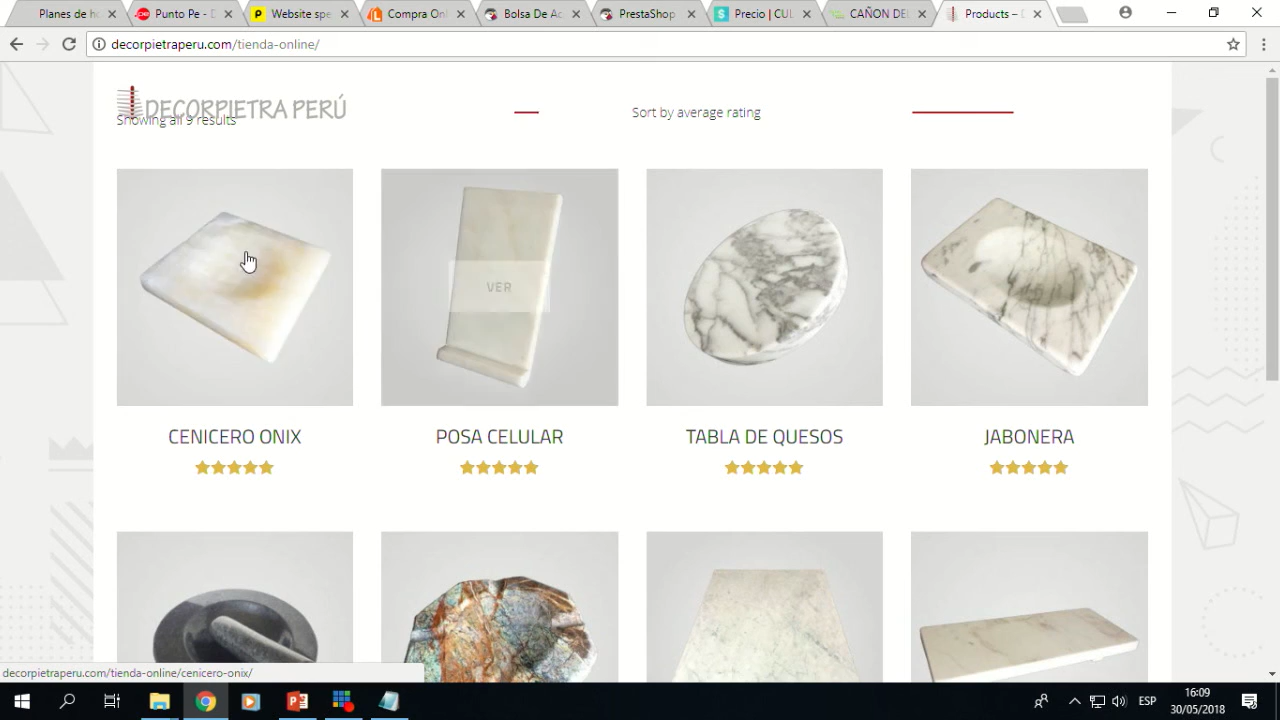 Planes de h
Punto Pe - D
Website spe
Compra Onl
Bolsa De Ac
PrestaShop
Precio | CUL
CAÑON DEL
Products – D
decorpietraperu.com/tienda-online/
DECORPIETRA PERÚ
Showing all 9 results
Sort by average rating
VER
CENICERO ONIX
POSA CELULAR
TABLA DE QUESOS
JABONERA
decorpietraperu.com/tienda-online/cenicero-onix/
ESP
16:09
30/05/2018